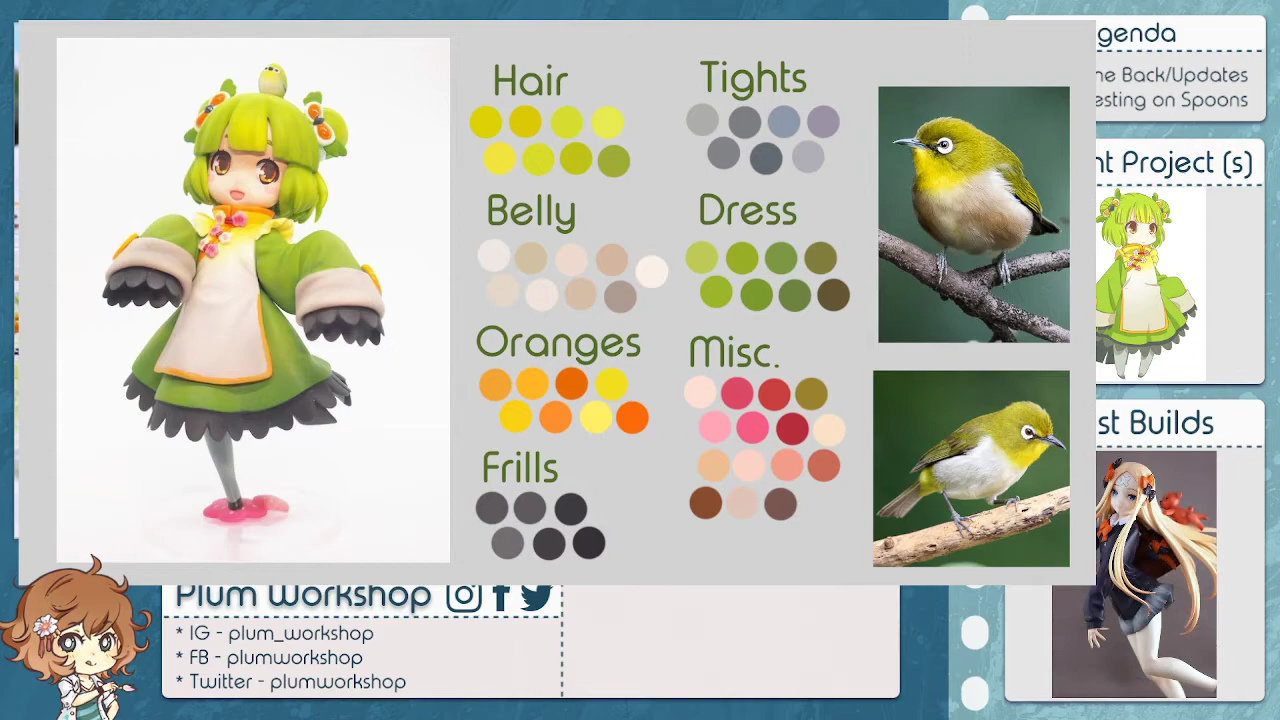 Hair
Tights
Belly
Dress
Oranges
Misc.
Frills
genda
ne Back/Updates
esting on Spoons
nt Project (s)
st Builds
Plum Workshop
* IG - plum_workshop
* FB - plumworkshop
* Twitter - plumworkshop